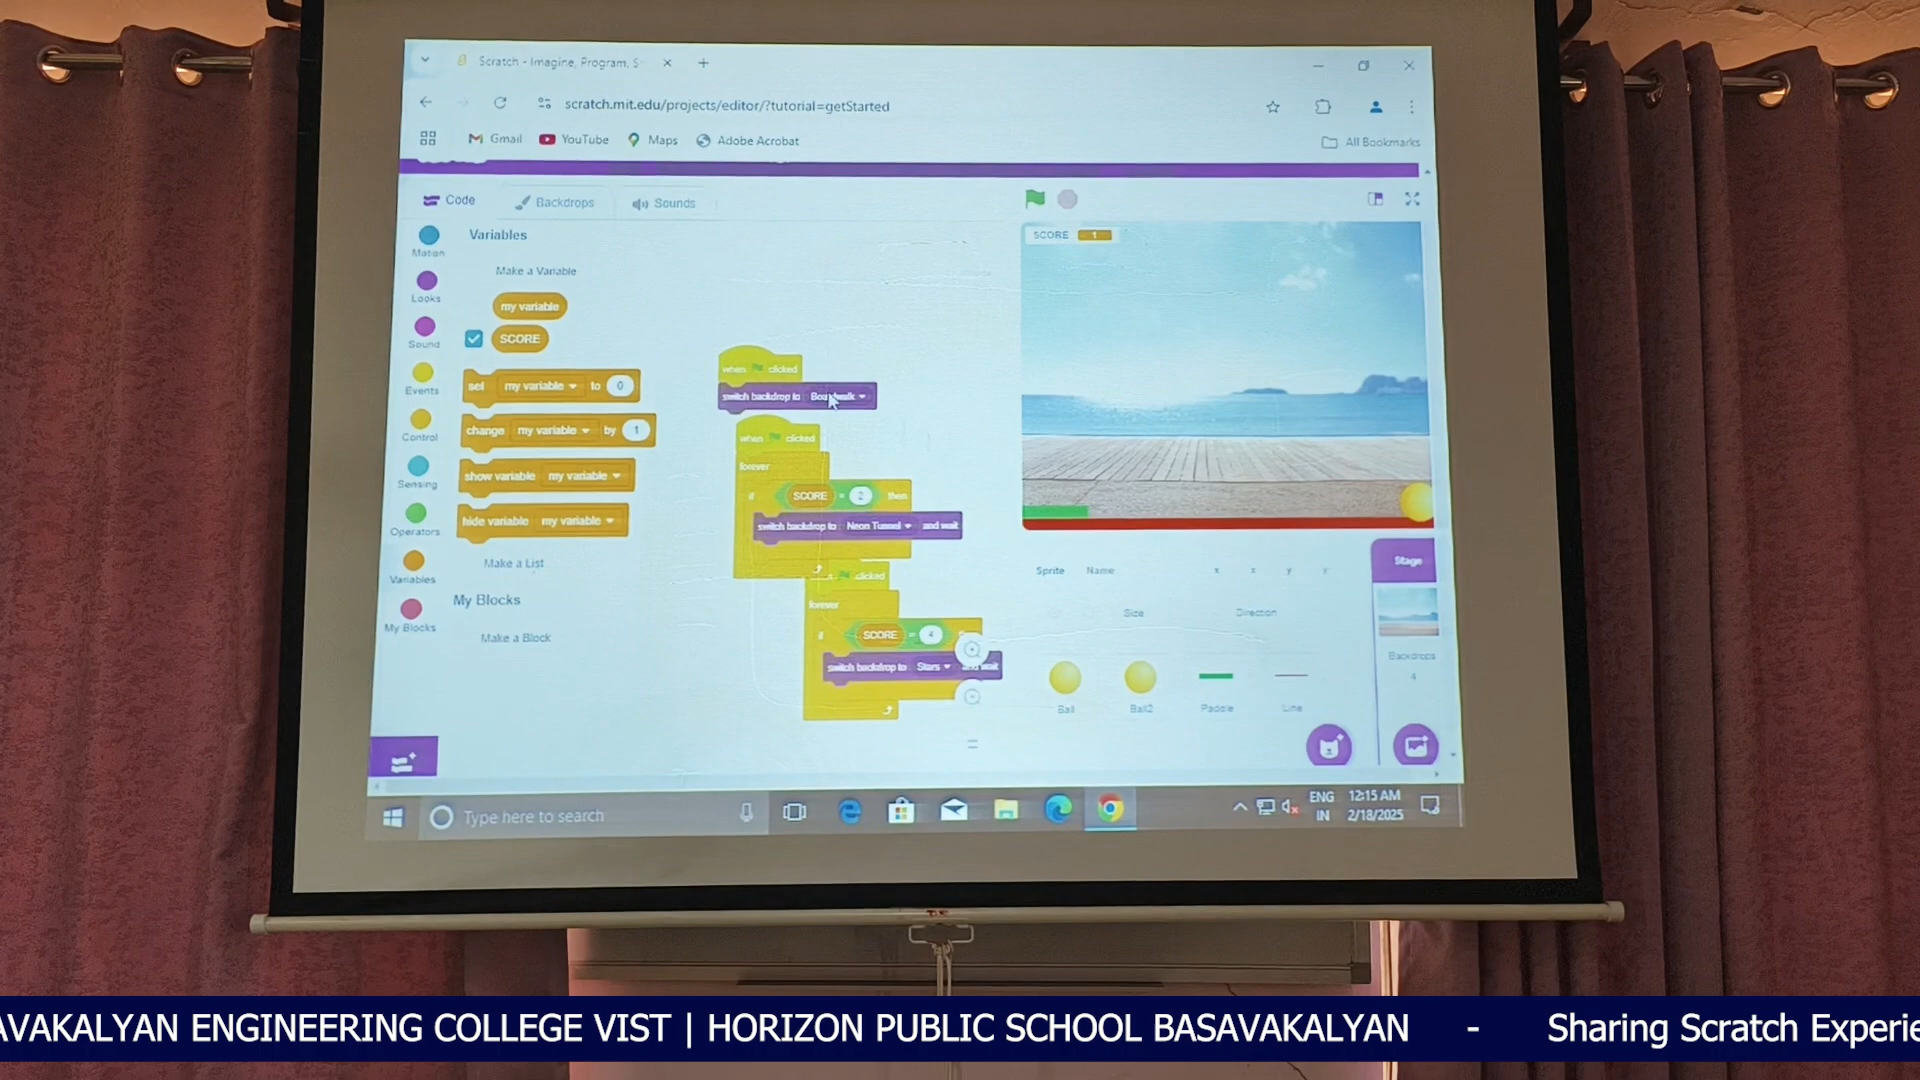 Scratch - Imagine, Program, S
scratch.mit.edu/projects/editor/?tutorial=getStarted
Gmail YouTube Maps Adobe Acrobat All Bookmarks
Code Backdrops Sounds
Motion
Looks
Sound
Events
Control
Sensing
Operators
Variables
My Blocks
Variables
Make a Variable
my variable
SCORE
set my variable to 0
change my variable by 1
show variable my variable
hide variable my variable
Make a List
My Blocks
Make a Block
when clicked
switch backdrop to Boardwalk
when clicked
forever
if SCORE = 2 then
switch backdrop to Neon Tunnel and wait
clicked
forever
if SCORE = 4
switch backdrop to Stars and wait
SCORE 1
Sprite Name x x y y
Size Direction
Ball Ball2 Paddle Line
Stage
Backdrops
4
Type here to search
ENG
IN
12:15 AM
2/18/2025
AVAKALYAN ENGINEERING COLLEGE VIST | HORIZON PUBLIC SCHOOL BASAVAKALYAN - Sharing Scratch Experie